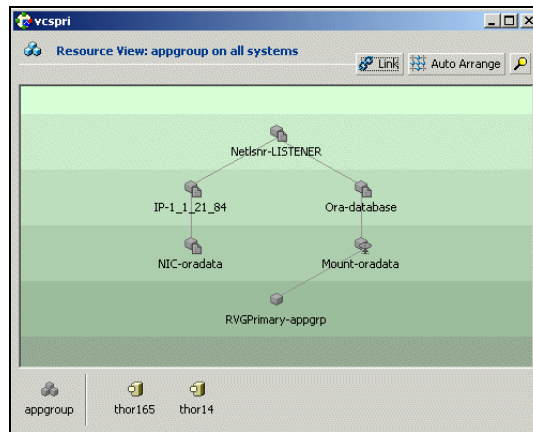 vcspri
Resource View: appgroup on all systems
Link
Auto Arrange
Netlsnr-LISTENER
IP-1_1_21_84
Ora-database
NIC-oradata
Mount-oradata
RVGPrimary-appgrp
appgroup
thor165
thor14